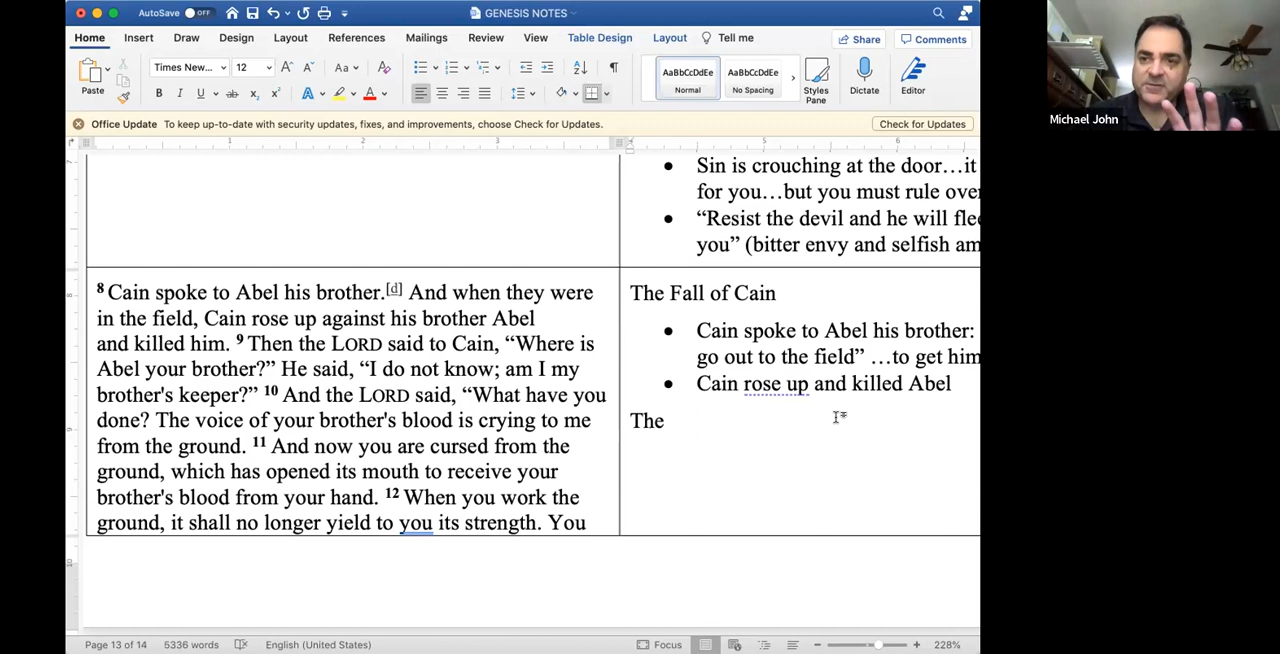 AutoSave OFF GENESIS NOTES
Home Insert Draw Design Layout References Mailings Review View Table Design Layout Tell me Share Comments
Paste Times New... 12 Aa AaBbCcDdEe Normal AaBbCcDdEe No Spacing Styles Pane Dictate Editor
Office Update To keep up-to-date with security updates, fixes, and improvements, choose Check for Updates. Check for Updates
Michael John
• Sin is crouching at the door…it
for you…but you must rule over
• “Resist the devil and he will flee
you” (bitter envy and selfish am
8 Cain spoke to Abel his brother.[d] And when they were
in the field, Cain rose up against his brother Abel
and killed him. 9 Then the LORD said to Cain, “Where is
Abel your brother?” He said, “I do not know; am I my
brother's keeper?” 10 And the LORD said, “What have you
done? The voice of your brother's blood is crying to me
from the ground. 11 And now you are cursed from the
ground, which has opened its mouth to receive your
brother's blood from your hand. 12 When you work the
ground, it shall no longer yield to you its strength. You
The Fall of Cain
• Cain spoke to Abel his brother:
go out to the field” …to get him
• Cain rose up and killed Abel
The
Page 13 of 14 5336 words English (United States) Focus 228%